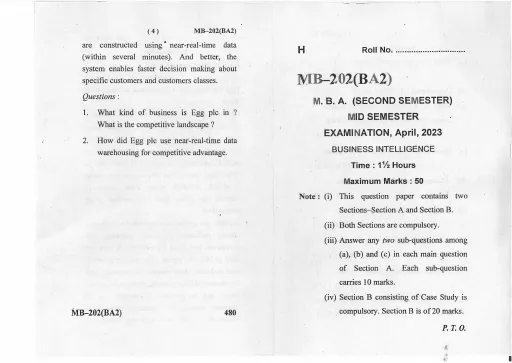 ( 4 ) MB-202(BA2)
are constructed using near-real-time data
(within several minutes). And better, the
system enables faster decision making about
specific customers and customers classes.
Questions :
1. What kind of business is Egg plc in ?
What is the competitive landscape ?
2. How did Egg plc use near-real-time data
warehousing for competitive advantage.
MB-202(BA2) 480
H Roll No. ..............................
MB-202(BA2)
M. B. A. (SECOND SEMESTER)
MID SEMESTER
EXAMINATION, April, 2023
BUSINESS INTELLIGENCE
Time : 1½ Hours
Maximum Marks : 50
Note : (i) This question paper contains two
Sections-Section A and Section B.
(ii) Both Sections are compulsory.
(iii) Answer any two sub-questions among
(a), (b) and (c) in each main question
of Section A. Each sub-question
carries 10 marks.
(iv) Section B consisting of Case Study is
compulsory. Section B is of 20 marks.
P. T. O.